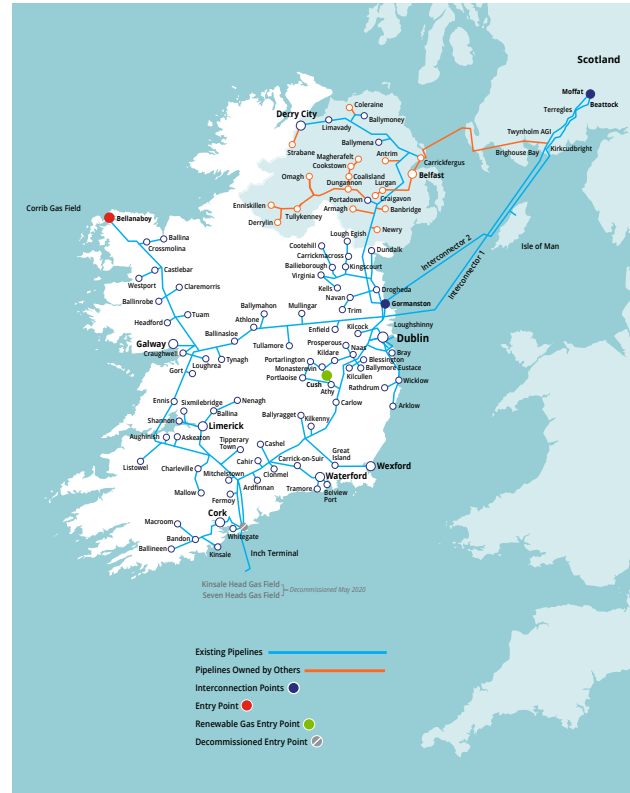 Scotland
Moffat
Beattock
Terregles
Twynholm AGI
Kirkcudbright
Brighouse Bay
Isle of Man
Interconnector 2
Interconnector 1
Coleraine
Derry City
Ballymoney
Limavady
Ballymena
Strabane
Magherafelt
Antrim
Cookstown
Carrickfergus
Omagh
Coalisland
Belfast
Dungannon
Lurgan
Portadown
Craigavon
Enniskillen
Armagh
Banbridge
Tullykenney
Derrylin
Newry
Corrib Gas Field
Bellanaboy
Lough Egish
Ballina
Crossmolina
Cootehill
Dundalk
Carrickmacross
Bailieborough
Kingscourt
Castlebar
Virginia
Westport
Claremorris
Kells
Drogheda
Navan
Ballinrobe
Gormanston
Ballymahon
Mullingar
Trim
Tuam
Athlone
Headford
Enfield
Loughshinny
Kilcock
Ballinasloe
Dublin
Galway
Tullamore
Prosperous
Naas
Craughwell
Kildare
Bray
Loughrea
Tynagh
Portarlington
Blessington
Monasterevin
Ballymore Eustace
Gort
Portlaoise
Kilcullen
Cush
Wicklow
Athy
Rathdrum
Ennis
Sixmilebridge
Nenagh
Carlow
Arklow
Ballina
Ballyragget
Kilkenny
Shannon
Limerick
Aughinish
Askeaton
Tipperary
Town
Cashel
Great
Island
Listowel
Cahir
Carrick-on-Suir
Wexford
Charleville
Clonmel
Mitchelstown
Waterford
Ardfinnan
Tramore
Belview
Port
Mallow
Fermoy
Cork
Macroom
Whitegate
Bandon
Ballineen
Kinsale
Inch Terminal
Kinsale Head Gas Field
Seven Heads Gas Field
Decommissioned May 2020
Existing Pipelines
Pipelines Owned by Others
Interconnection Points
Entry Point
Renewable Gas Entry Point
Decommissioned Entry Point